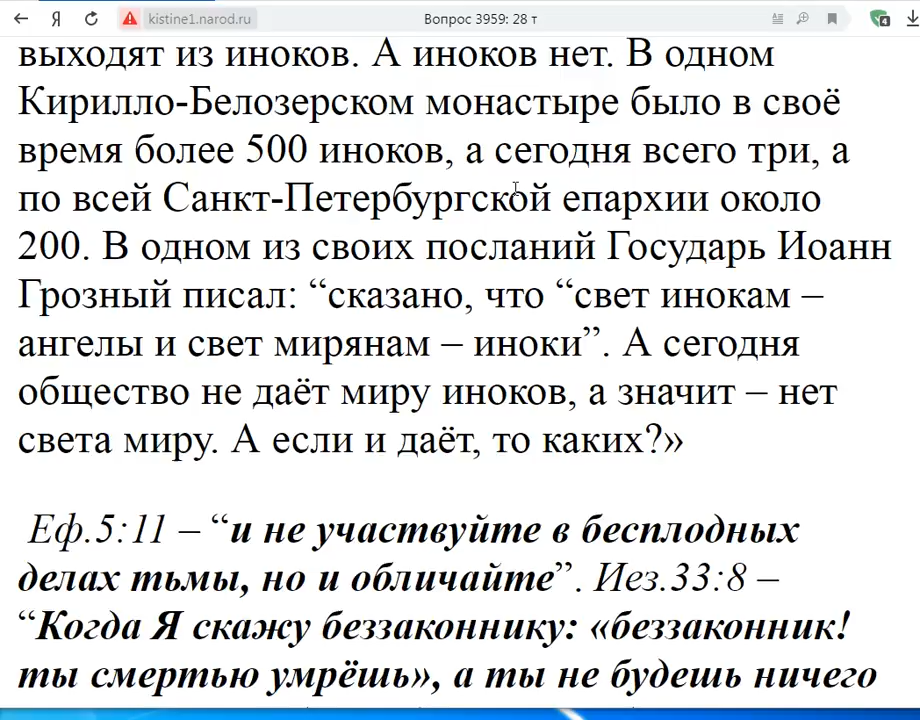 kistine1.narod.ru
Вопрос 3959: 28 т
4
выходят из иноков. А иноков нет. В одном
Кирилло-Белозерском монастыре было в своё
время более 500 иноков, а сегодня всего три, а
по всей Санкт-Петербургской епархии около
200. В одном из своих посланий Государь Иоанн
Грозный писал: “сказано, что “свет инокам –
ангелы и свет мирянам – иноки”. А сегодня
общество не даёт миру иноков, а значит – нет
света миру. А если и даёт, то каких?»
Еф.5:11 – “и не участвуйте в бесплодных
делах тьмы, но и обличайте”. Иез.33:8 –
“Когда Я скажу беззаконнику: «беззаконник!
ты смертью умрёшь», а ты не будешь ничего